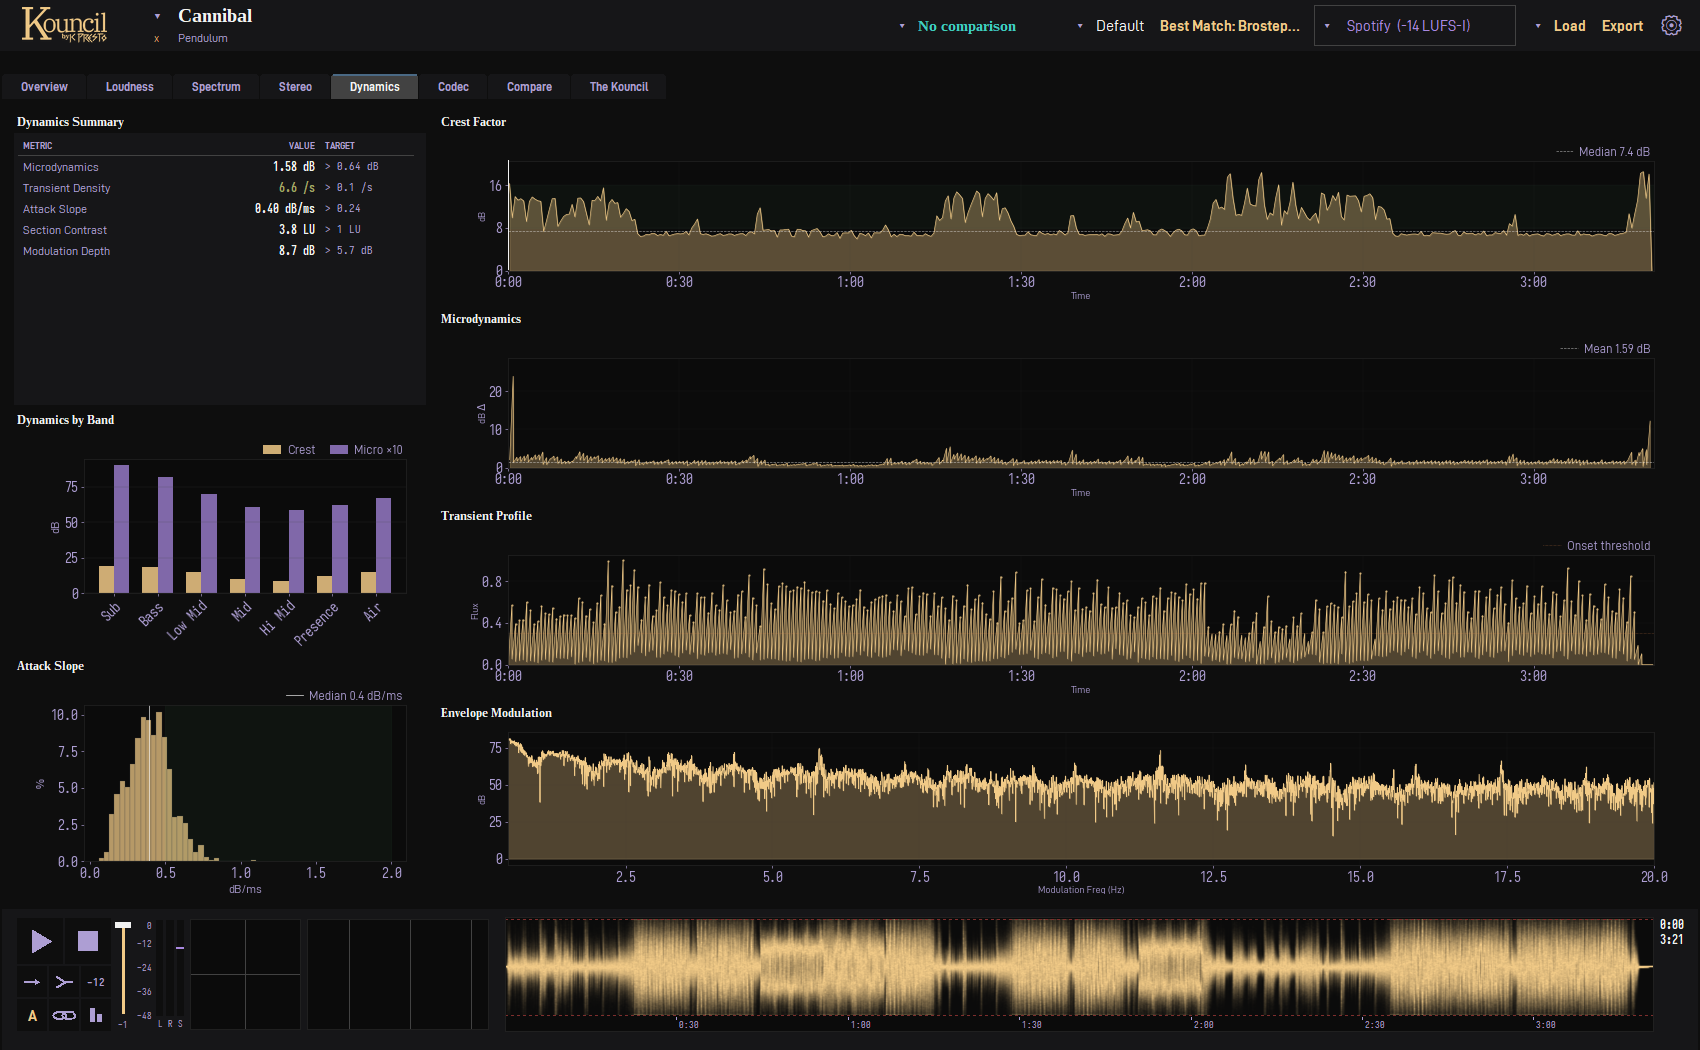 Kouncil
by K PRESTO
Cannibal
x Pendulum
No comparison
Default
Best Match: Brostep...
Spotify (-14 LUFS-I)
Load
Export
Overview Loudness Spectrum Stereo Dynamics Codec Compare The Kouncil
Dynamics Summary
METRIC VALUE TARGET
Microdynamics 1.58 dB > 0.64 dB
Transient Density 6.6 /s > 0.1 /s
Attack Slope 0.40 dB/ms > 0.24
Section Contrast 3.8 LU > 1 LU
Modulation Depth 8.7 dB > 5.7 dB
Dynamics by Band
Crest Micro ×10
75
50
25
0
dB
Sub Bass Low Mid Mid Hi Mid Presence Air
Attack Slope
Median 0.4 dB/ms
10.0
7.5
5.0
2.5
0.0
%
0.0 0.5 1.0 1.5 2.0
dB/ms
Crest Factor
Median 7.4 dB
16
8
0
dB
0:00 0:30 1:00 1:30 2:00 2:30 3:00
Time
Microdynamics
Mean 1.59 dB
20
10
0
dB Δ
0:00 0:30 1:00 1:30 2:00 2:30 3:00
Time
Transient Profile
Onset threshold
0.8
0.4
0.0
Flux
0:00 0:30 1:00 1:30 2:00 2:30 3:00
Time
Envelope Modulation
75
50
25
0
dB
2.5 5.0 7.5 10.0 12.5 15.0 17.5 20.0
Modulation Freq (Hz)
-12
A
0
-12
-24
-36
-48
-1
L R S
0:30 1:00 1:30 2:00 2:30 3:00
0:00
3:21